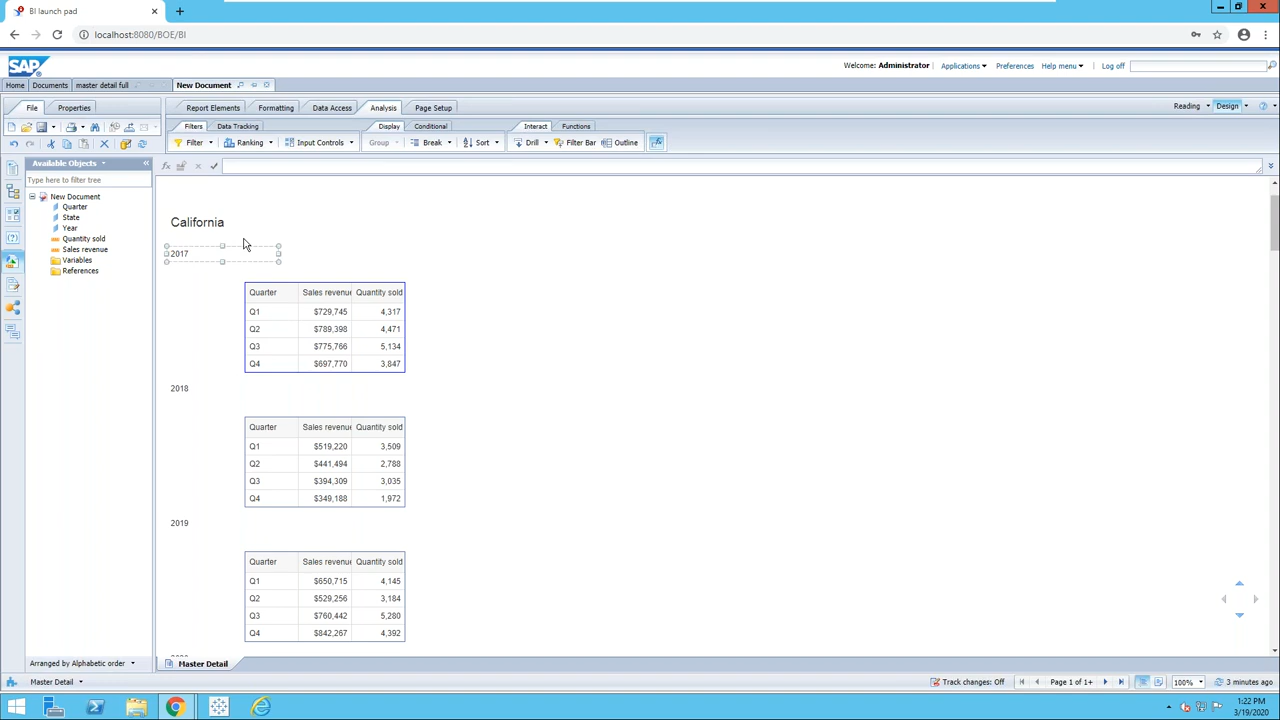 BI launch pad
localhost:8080/BOE/BI
SAP
Welcome: Administrator
Applications
Preferences
Help menu
Log off
Home
Documents
master detail full
New Document
File
Properties
Report Elements
Formatting
Data Access
Analysis
Page Setup
Reading
Design
Filters
Data Tracking
Display
Conditional
Interact
Functions
Filter
Ranking
Input Controls
Group
Break
Sort
Drill
Filter Bar
Outline
Available Objects
Type here to filter tree
New Document
Quarter
State
Year
Quantity sold
Sales revenue
Variables
References
California
2017
Quarter Sales revenue Quantity sold
Q1 $729,745 4,317
Q2 $789,398 4,471
Q3 $775,766 5,134
Q4 $697,770 3,847
2018
Quarter Sales revenue Quantity sold
Q1 $519,220 3,509
Q2 $441,494 2,788
Q3 $394,309 3,035
Q4 $349,188 1,972
2019
Quarter Sales revenue Quantity sold
Q1 $650,715 4,145
Q2 $529,256 3,184
Q3 $760,442 5,280
Q4 $842,267 4,392
Arranged by Alphabetic order
Master Detail
Master Detail
Track changes: Off
Page 1 of 1+
100%
3 minutes ago
1:22 PM
3/19/2020